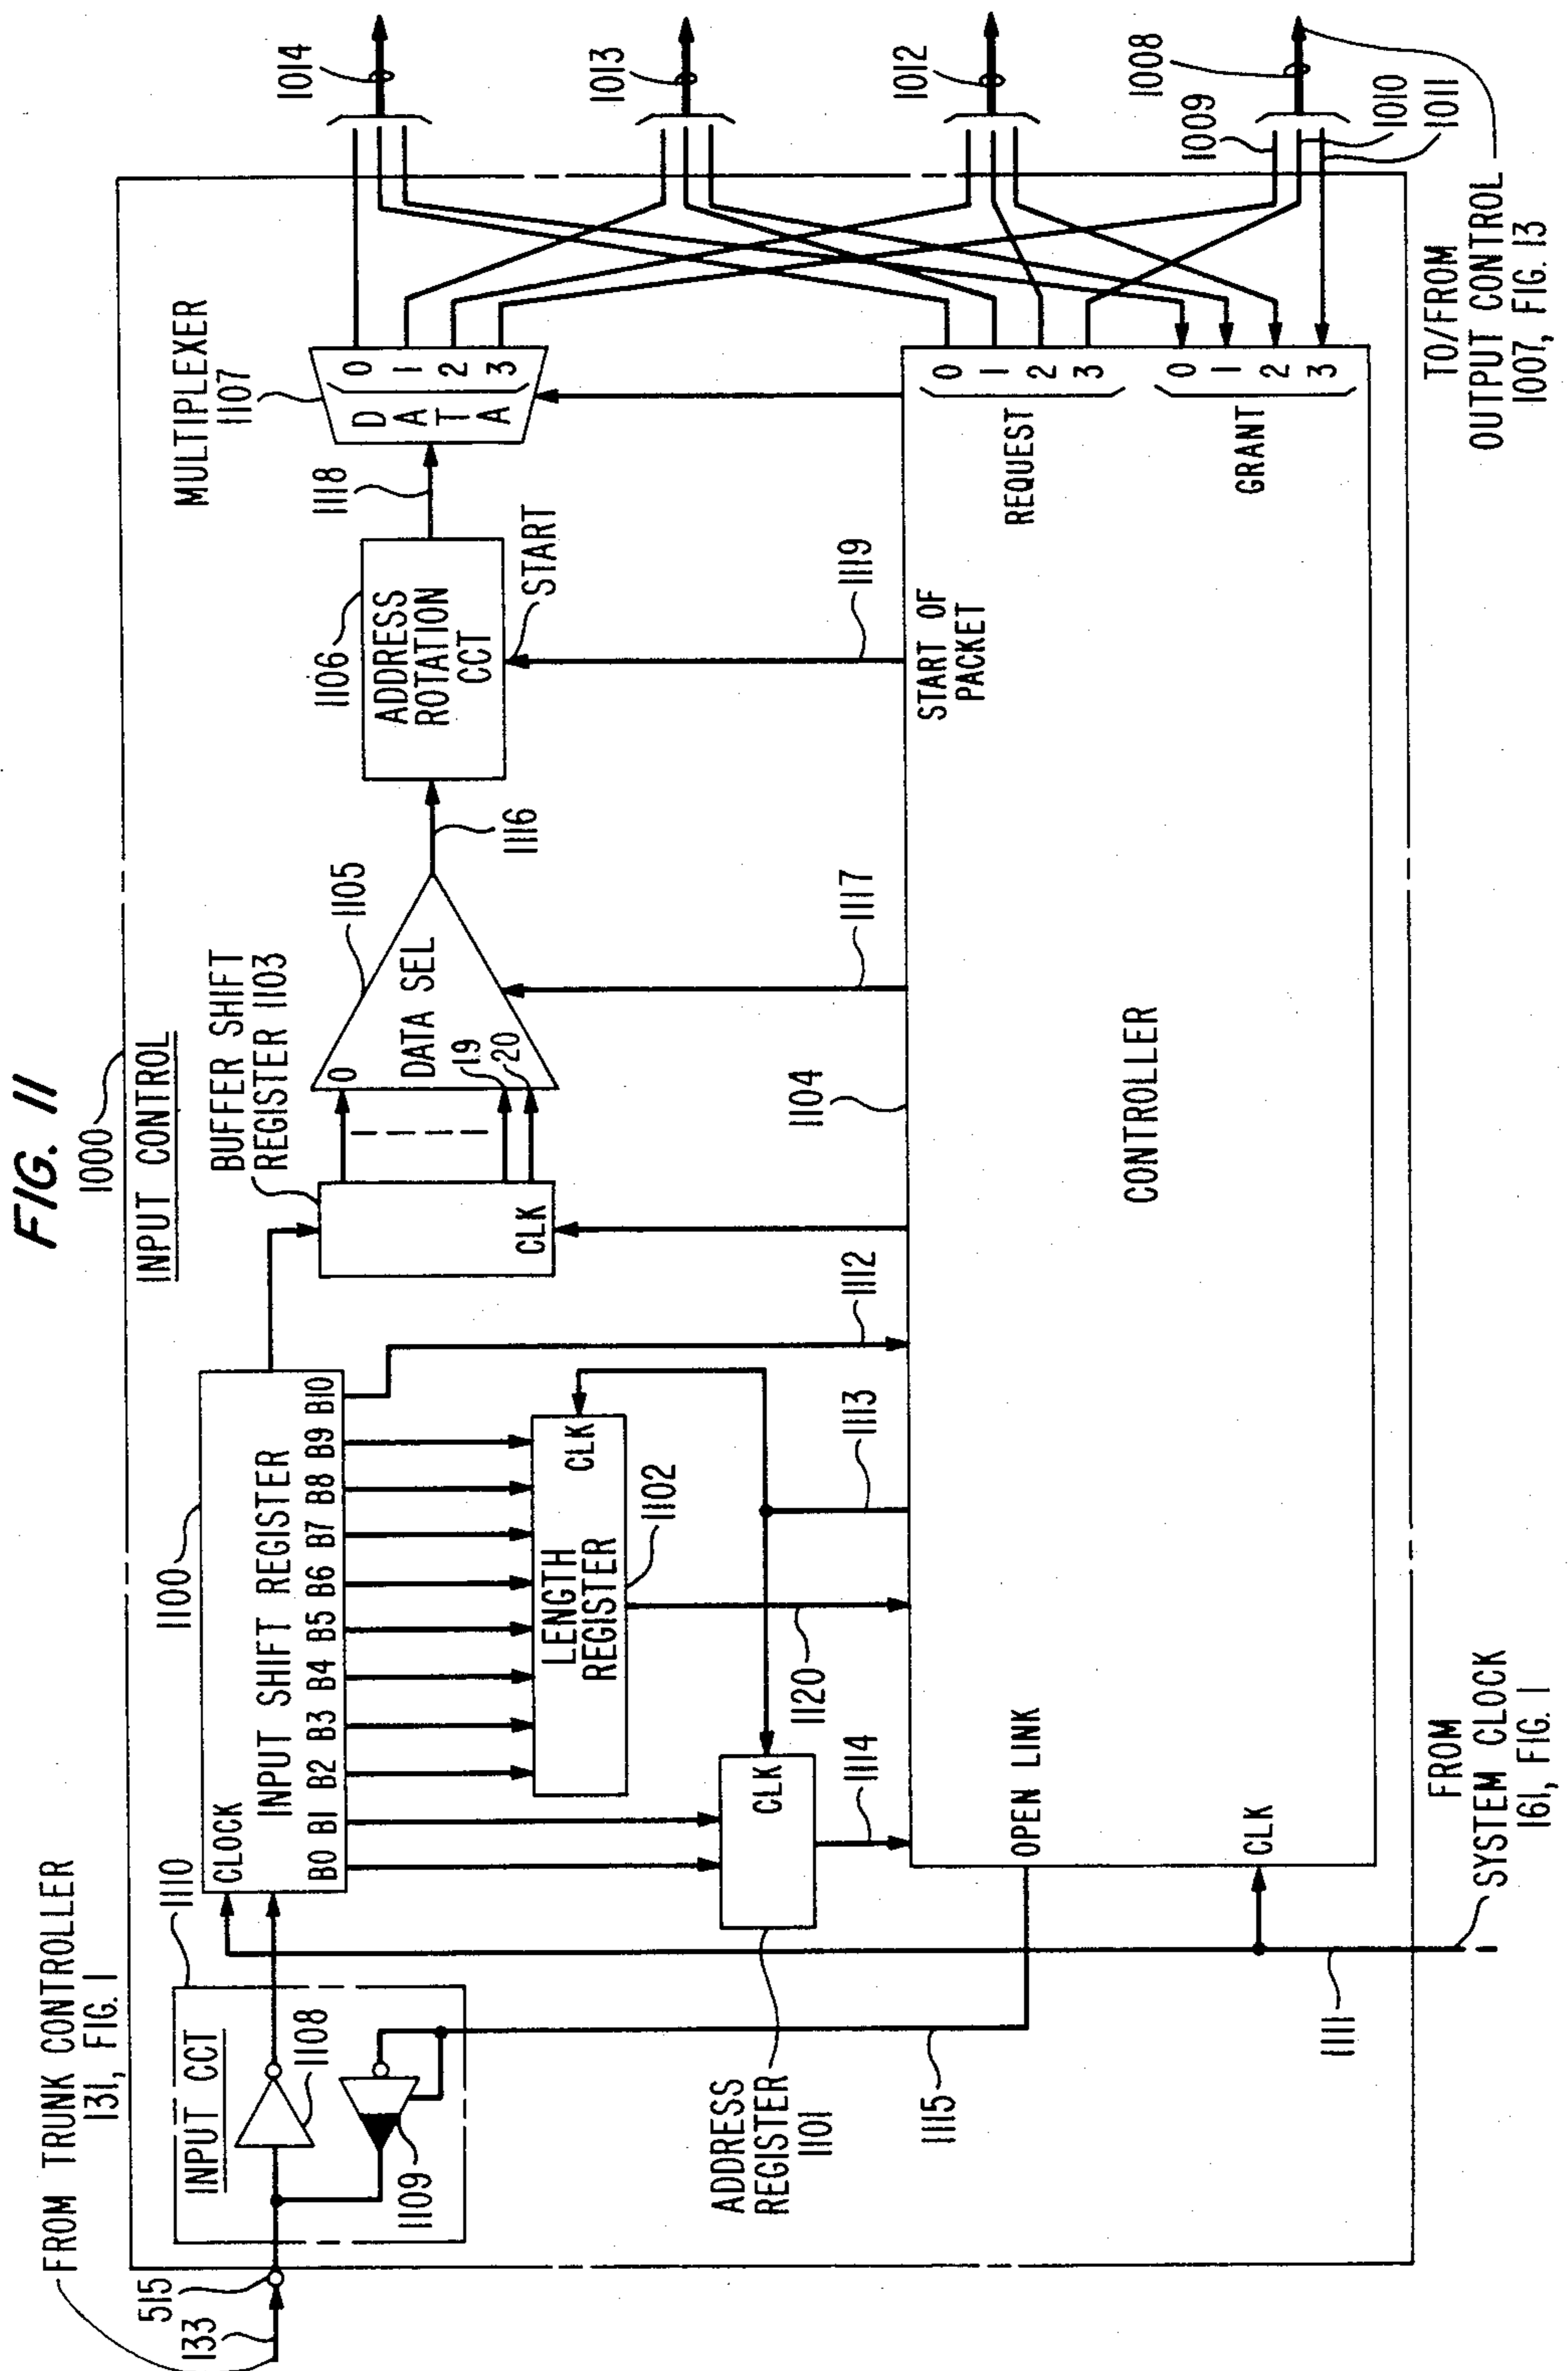 FIG. 11
1000
INPUT CONTROL
FROM TRUNK CONTROLLER
131, FIG. 1
515
133
1110
INPUT CCT
1108
1109
1100
CLOCK
INPUT SHIFT REGISTER
B0 B1 B2 B3 B4 B5 B6 B7 B8 B9 B10
CLK
LENGTH
REGISTER
1102
CLK
ADDRESS
REGISTER
1101
1114
1120
1113
1112
1115
1111
BUFFER SHIFT
REGISTER 1103
CLK
0
DATA SEL
19
20
1105
1116
1117
1106
ADDRESS
ROTATION
CCT
START
1118
1119
MULTIPLEXER
1107
DATA
0
1
2
3
1104
CONTROLLER
OPEN LINK
CLK
START OF
PACKET
REQUEST
0
1
2
3
GRANT
0
1
2
3
1014
1013
1012
1008
1009
1010
1011
TO/FROM
OUTPUT CONTROL
1007, FIG. 13
FROM
SYSTEM CLOCK
161, FIG. 1